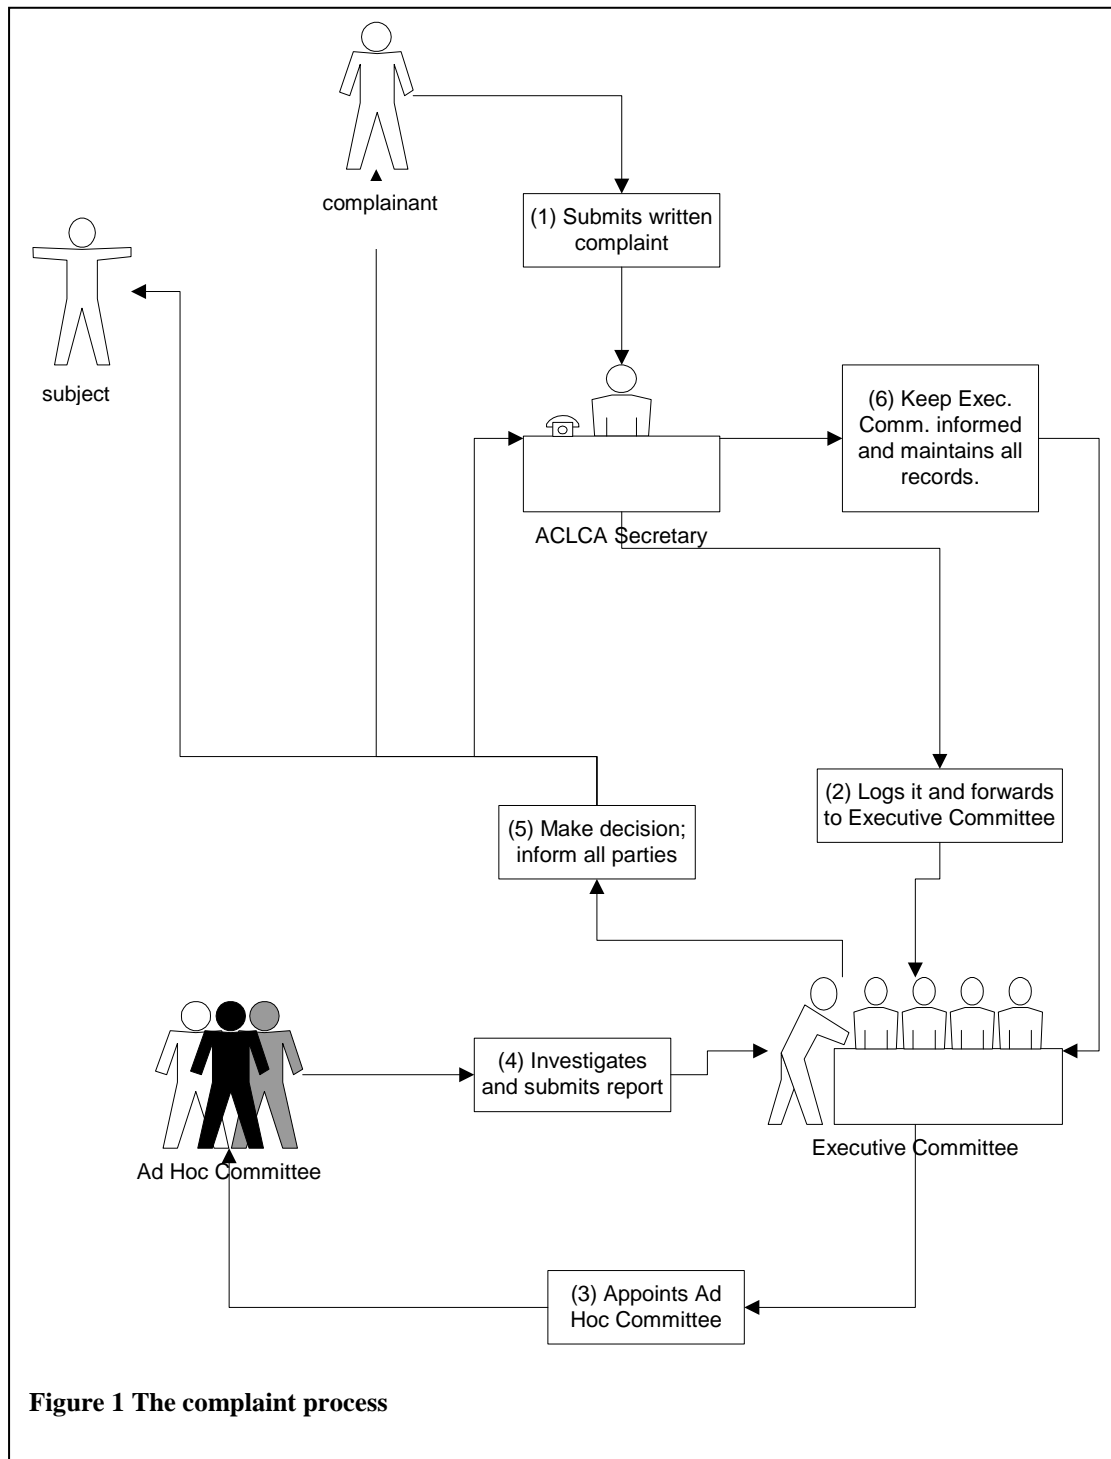 complainant
(1) Submits written
complaint
subject
(6) Keep Exec.
Comm. informed
and maintains all
records.
ACLCA Secretary
(2) Logs it and forwards
to Executive Committee
(5) Make decision;
inform all parties
(4) Investigates
and submits report
Executive Committee
Ad Hoc Committee
(3) Appoints Ad
Hoc Committee
Figure 1 The complaint process